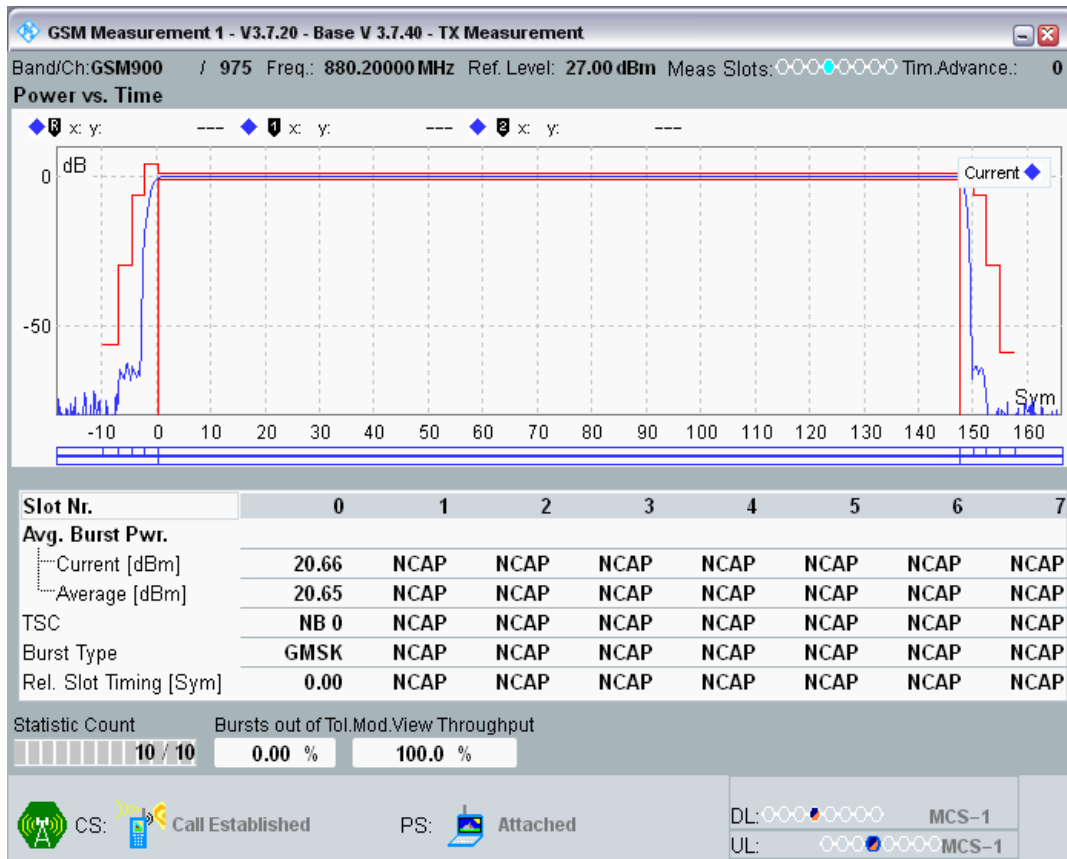 GSM Measurement 1 - V3.7.20 - Base V 3.7.40 - TX Measurement
Band/Ch:GSM900 / 975 Freq.: 880.20000 MHz Ref. Level: 27.00 dBm Meas Slots: Tim.Advance.: 0
Power vs. Time
R x: y: --- 1 x: y: --- 2 x: y: ---
dB
Current
0
-50
Sym
-10 0 10 20 30 40 50 60 70 80 90 100 110 120 130 140 150 160
Slot Nr. 0 1 2 3 4 5 6 7
Avg. Burst Pwr.
Current [dBm] 20.66 NCAP NCAP NCAP NCAP NCAP NCAP NCAP
Average [dBm] 20.65 NCAP NCAP NCAP NCAP NCAP NCAP NCAP
TSC NB 0 NCAP NCAP NCAP NCAP NCAP NCAP NCAP
Burst Type GMSK NCAP NCAP NCAP NCAP NCAP NCAP NCAP
Rel. Slot Timing [Sym] 0.00 NCAP NCAP NCAP NCAP NCAP NCAP NCAP
Statistic Count Bursts out of Tol. Mod.View Throughput
10 / 10 0.00 % 100.0 %
CS: Call Established PS: Attached
DL: MCS-1
UL: MCS-1